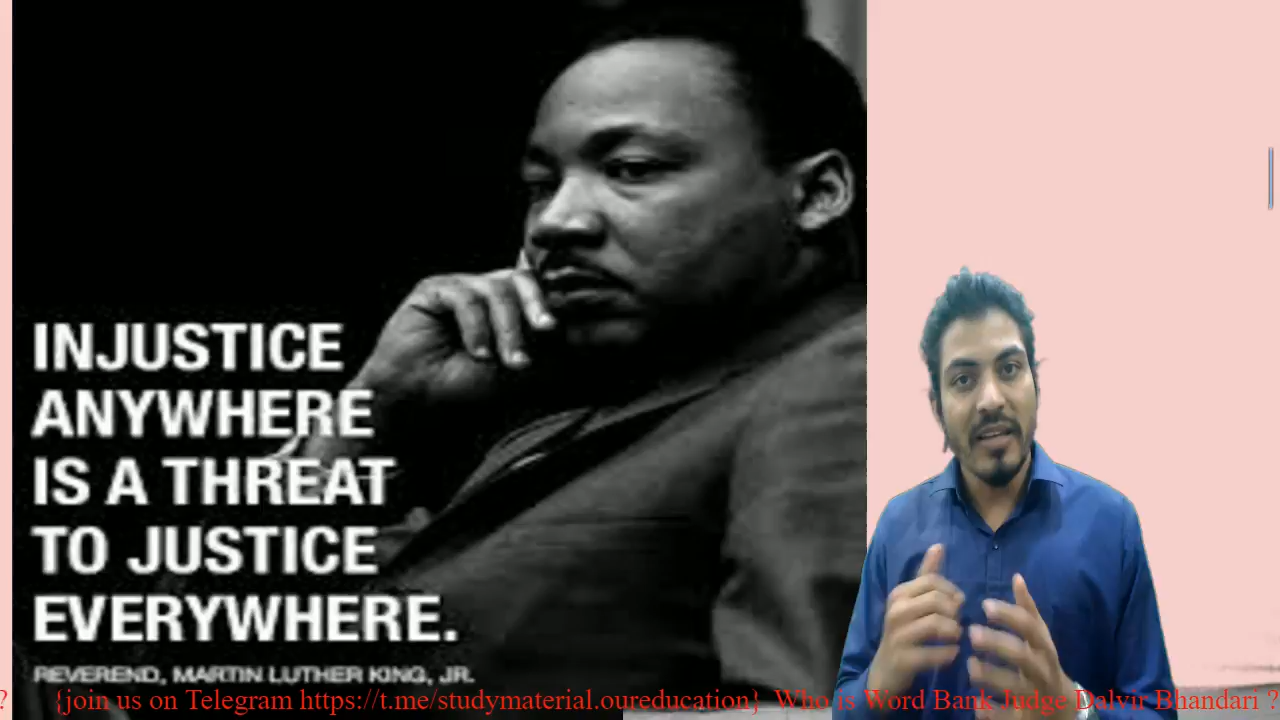 INJUSTICE
ANYWHERE
IS A THREAT
TO JUSTICE
EVERYWHERE.
REVEREND, MARTIN LUTHER KING, JR.
? {join us on Telegram https://t.me/studymaterial.oureducation} Who is Word Bank Judge Dalvir Bhandari ?